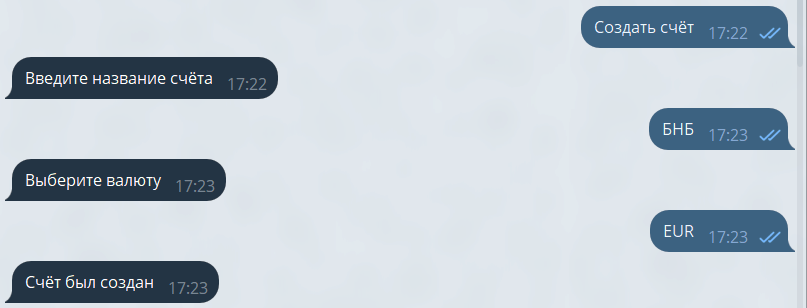 Создать счёт 17:22
Введите название счёта 17:22
БНБ 17:23
Выберите валюту 17:23
EUR 17:23
Счёт был создан 17:23